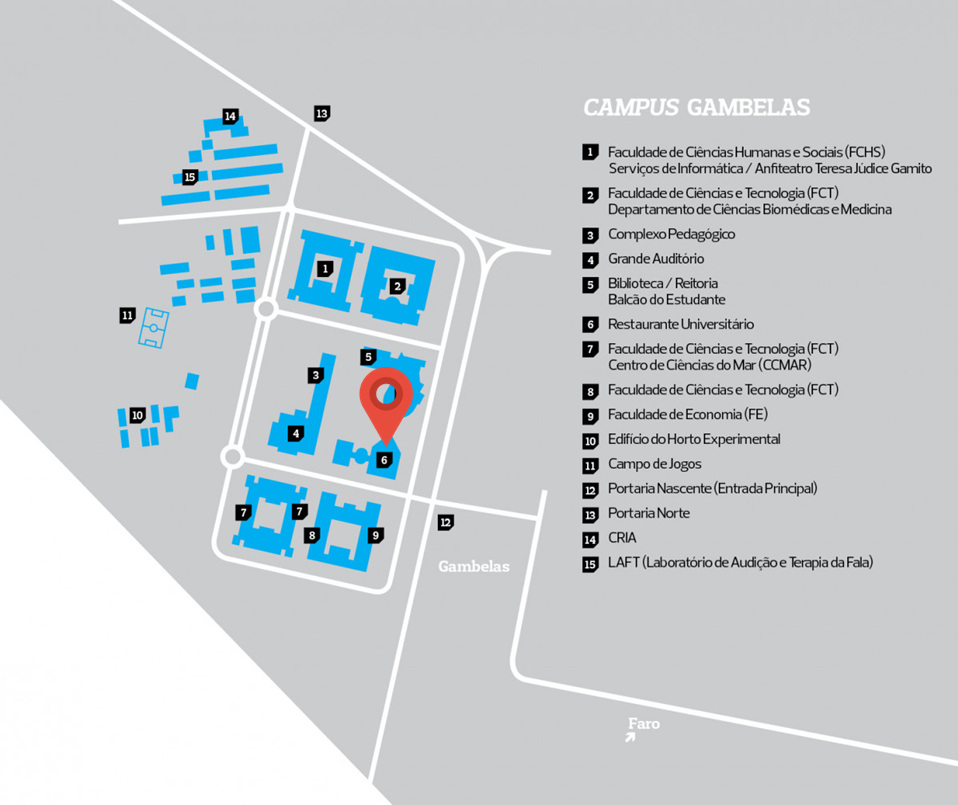 CAMPUS GAMBELAS
1 Faculdade de Ciências Humanas e Sociais (FCHS)
Serviços de Informática / Anfiteatro Teresa Júdice Gamito
2 Faculdade de Ciências e Tecnologia (FCT)
Departamento de Ciências Biomédicas e Medicina
3 Complexo Pedagógico
4 Grande Auditório
5 Biblioteca / Reitoria
Balcão do Estudante
6 Restaurante Universitário
7 Faculdade de Ciências e Tecnologia (FCT)
Centro de Ciências do Mar (CCMAR)
8 Faculdade de Ciências e Tecnologia (FCT)
9 Faculdade de Economia (FE)
10 Edifício do Horto Experimental
11 Campo de Jogos
12 Portaria Nascente (Entrada Principal)
13 Portaria Norte
14 CRIA
15 LAFT (Laboratório de Audição e Terapia da Fala)
13
14
15
1
2
11
5
3
10
4
6
7
7
8
9
12
Gambelas
Faro